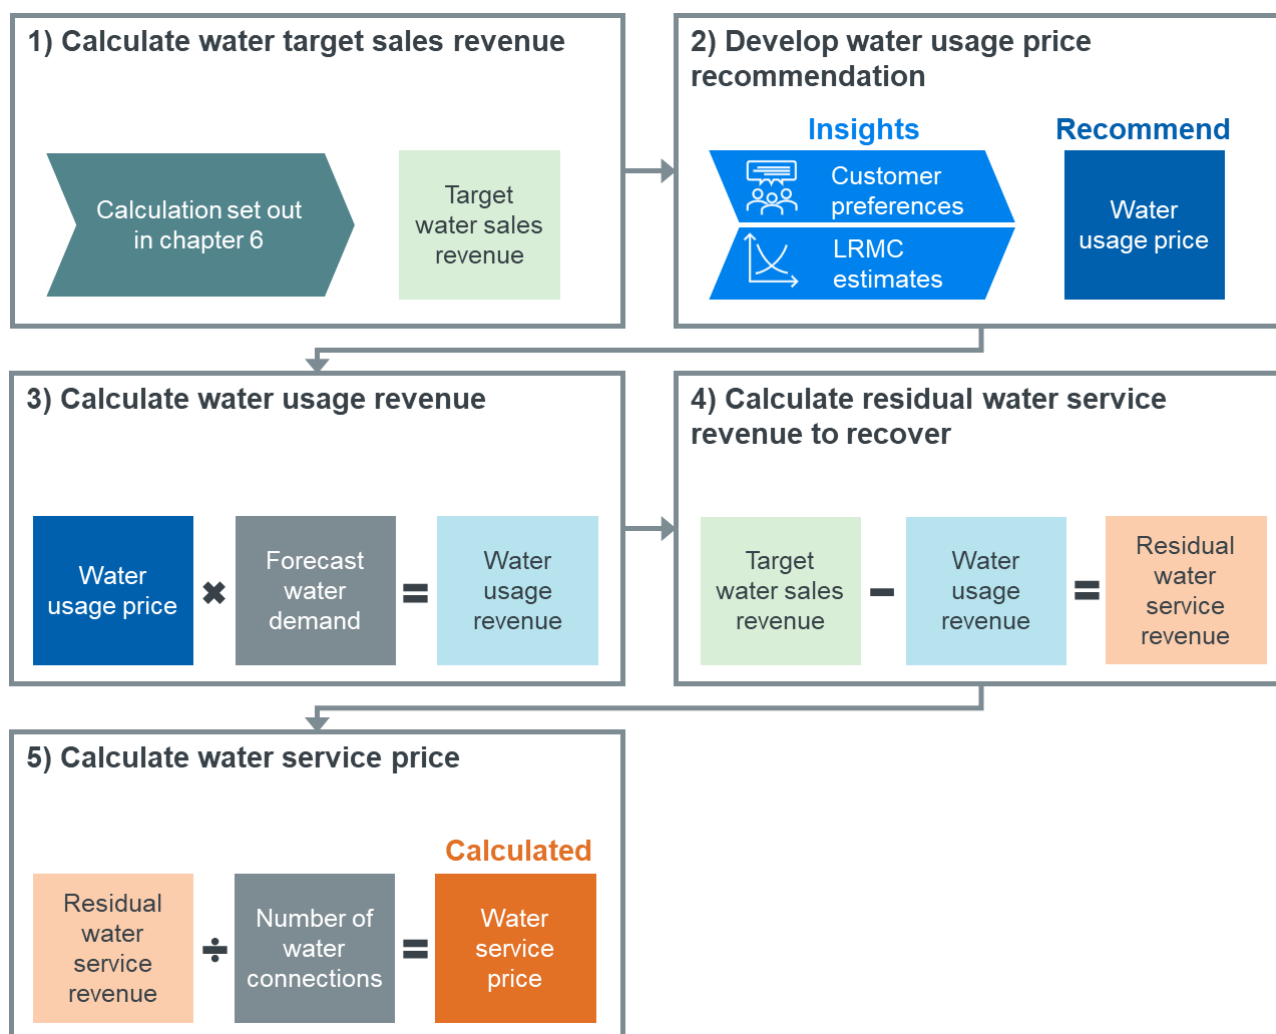 1) Calculate water target sales revenue
Calculation set out
in chapter 6
Target
water sales
revenue
2) Develop water usage price
recommendation
Insights
Customer
preferences
LRMC
estimates
Recommend
Water
usage price
3) Calculate water usage revenue
Water
usage price
×
Forecast
water
demand
=
Water
usage
revenue
4) Calculate residual water service
revenue to recover
Target
water sales
revenue
−
Water
usage
revenue
=
Residual
water
service
revenue
5) Calculate water service price
Residual
water
service
revenue
÷
Number of
water
connections
=
Calculated
Water
service
price